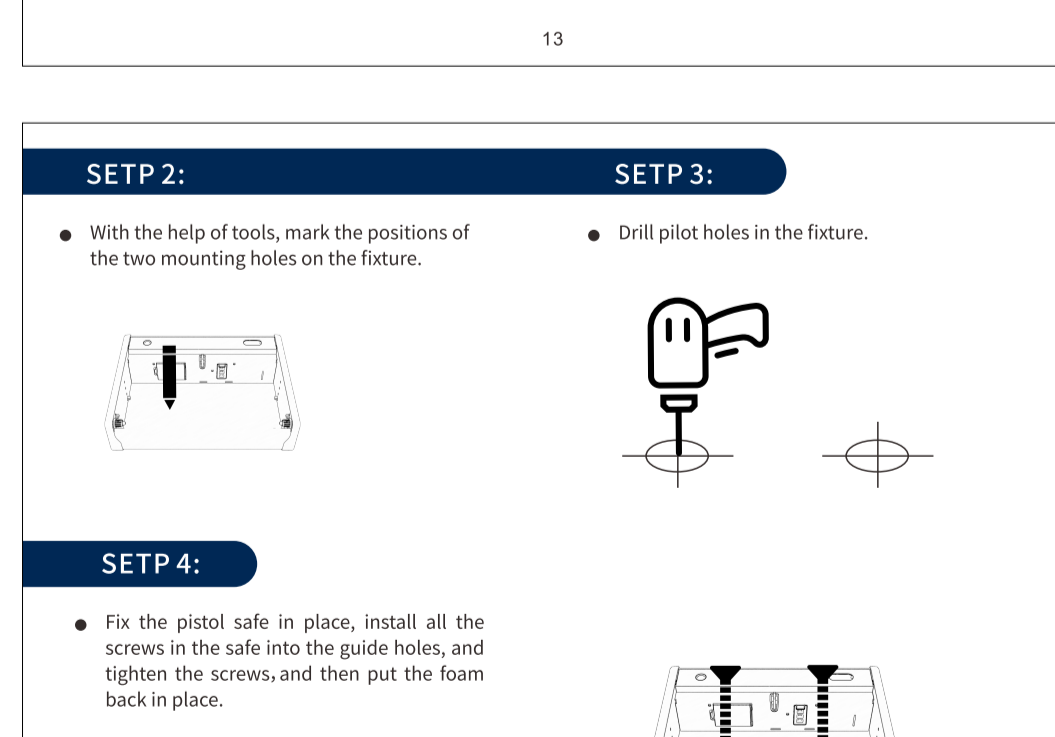 13
SETP 2:
● With the help of tools, mark the positions of
the two mounting holes on the fixture.
SETP 3:
● Drill pilot holes in the fixture.
SETP 4:
● Fix the pistol safe in place, install all the
screws in the safe into the guide holes, and
tighten the screws, and then put the foam
back in place.